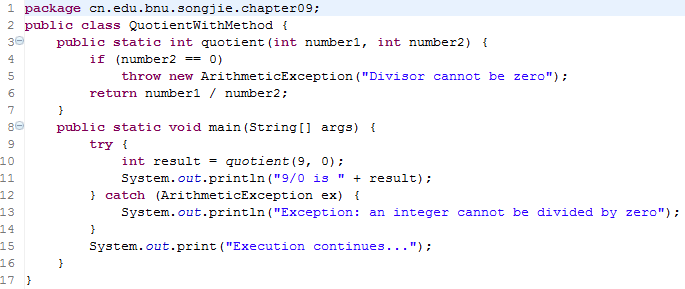 1 package cn.edu.bnu.songjie.chapter09;
2 public class QuotientWithMethod {
3 public static int quotient(int number1, int number2) {
4 if (number2 == 0)
5 throw new ArithmeticException("Divisor cannot be zero");
6 return number1 / number2;
7 }
8 public static void main(String[] args) {
9 try {
10 int result = quotient(9, 0);
11 System.out.println("9/0 is " + result);
12 } catch (ArithmeticException ex) {
13 System.out.println("Exception: an integer cannot be divided by zero");
14 }
15 System.out.print("Execution continues...");
16 }
17 }